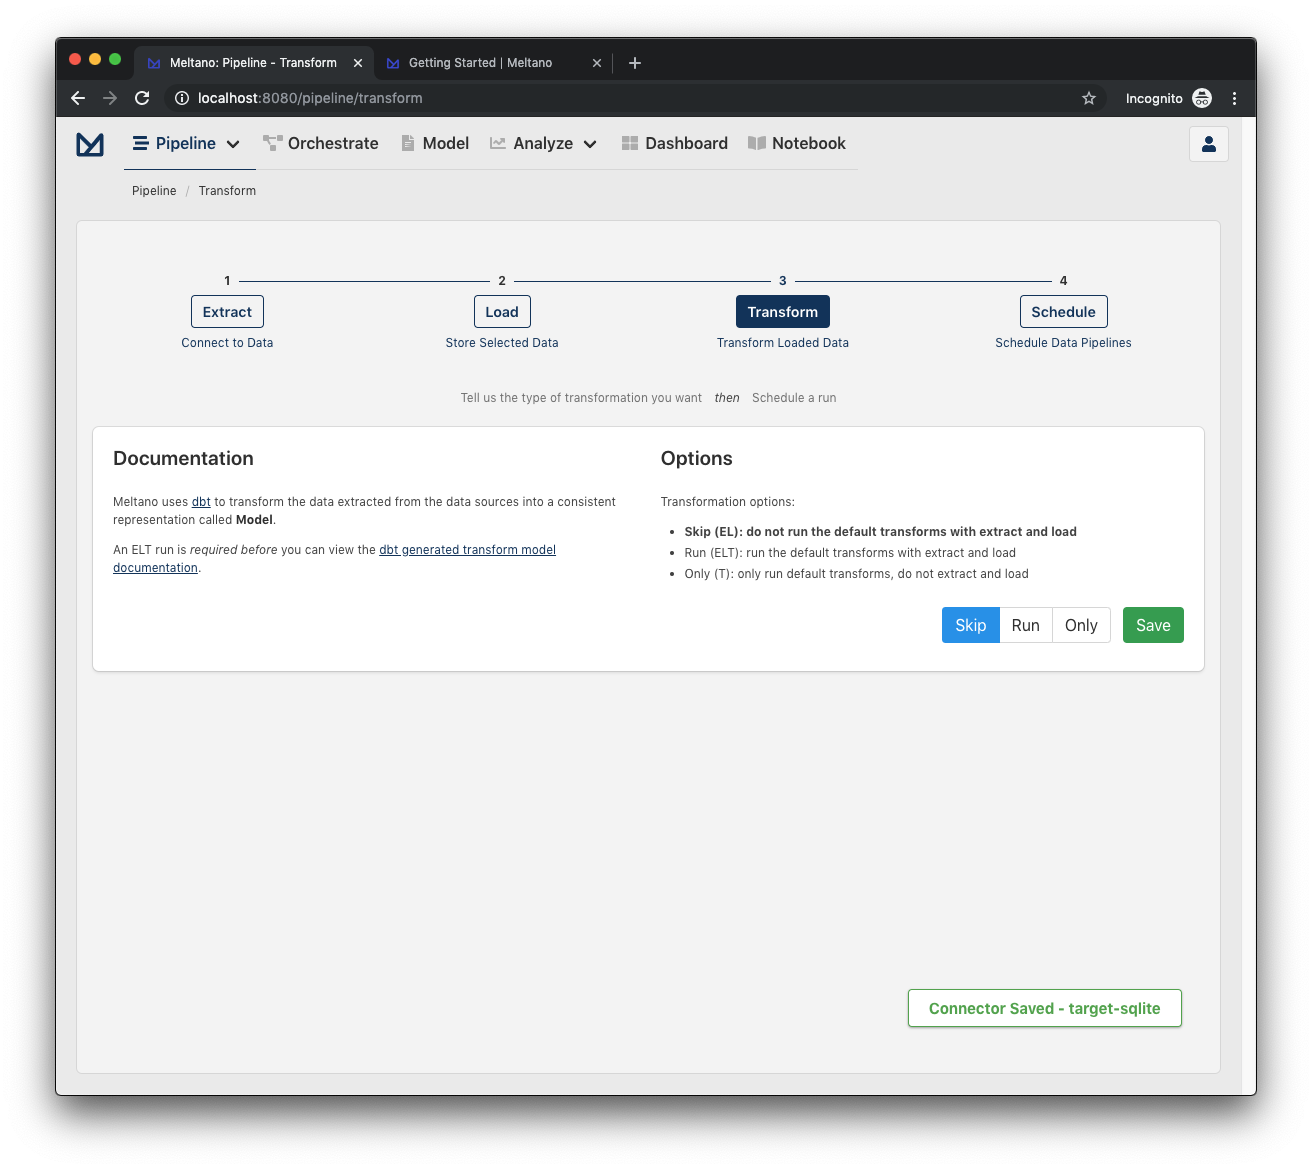 Meltano: Pipeline - Transform
Getting Started | Meltano
localhost:8080/pipeline/transform
Incognito
Pipeline Orchestrate Model Analyze Dashboard Notebook
Pipeline / Transform
1 2 3 4
Extract Load Transform Schedule
Connect to Data Store Selected Data Transform Loaded Data Schedule Data Pipelines
Tell us the type of transformation you want then Schedule a run
Documentation
Meltano uses dbt to transform the data extracted from the data sources into a consistent
representation called Model.
An ELT run is required before you can view the dbt generated transform model
documentation.
Options
Transformation options:
• Skip (EL): do not run the default transforms with extract and load
• Run (ELT): run the default transforms with extract and load
• Only (T): only run default transforms, do not extract and load
Skip Run Only Save
Connector Saved - target-sqlite